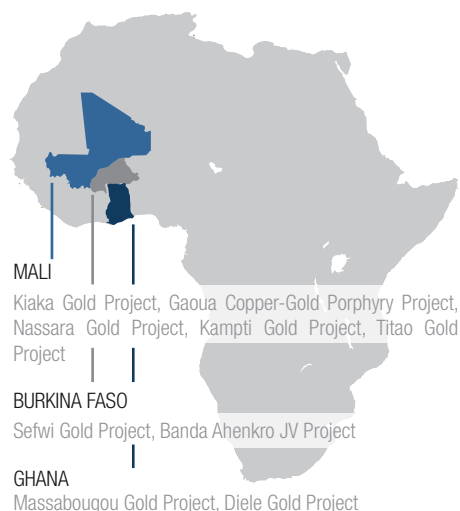 MALI
Kiaka Gold Project, Gaoua Copper-Gold Porphyry Project,
Nassara Gold Project, Kampti Gold Project, Titao Gold
Project
BURKINA FASO
Sefwi Gold Project, Banda Ahenkro JV Project
GHANA
Massabougou Gold Project, Diele Gold Project